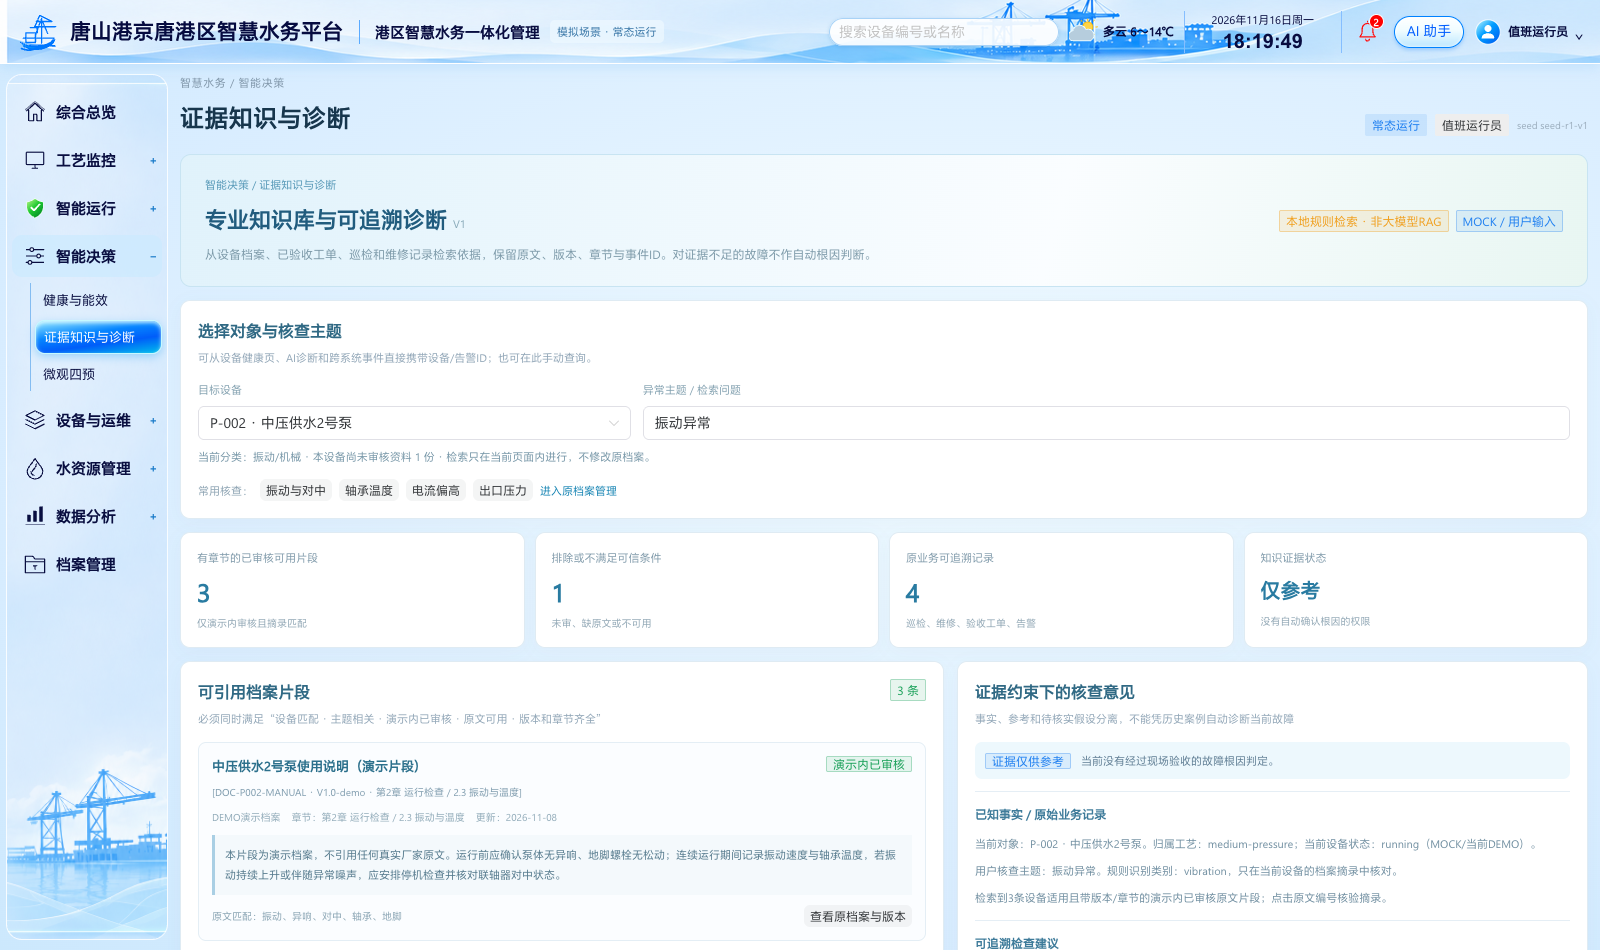 唐山港京唐港区智慧水务平台
港区智慧水务一体化管理
模拟场景 · 常态运行
搜索设备编号或名称
多云 6~14℃
2026年11月16日周一
18:19:49
2
AI 助手
值班运行员
综合总览
工艺监控 +
智能运行 +
智能决策 −
健康与能效
证据知识与诊断
微观四预
设备与运维 +
水资源管理 +
数据分析 +
档案管理
智慧水务 / 智能决策
证据知识与诊断
常态运行
值班运行员
seed seed-r1-v1
智能决策 / 证据知识与诊断
专业知识库与可追溯诊断 V1
从设备档案、已验收工单、巡检和维修记录检索依据，保留原文、版本、章节与事件ID。对证据不足的故障不作自动根因判断。
本地规则检索 · 非大模型RAG
MOCK / 用户输入
选择对象与核查主题
可从设备健康页、AI诊断和跨系统事件直接携带设备/告警ID；也可在此手动查询。
目标设备
异常主题 / 检索问题
P-002 · 中压供水2号泵
振动异常
当前分类：振动/机械 · 本设备尚未审核资料 1 份 · 检索只在当前页面内进行，不修改原档案。
常用核查： 振动与对中 轴承温度 电流偏高 出口压力 进入原档案管理
有章节的已审核可用片段
3
仅演示内审核且摘录匹配
排除或不满足可信条件
1
未审、缺原文或不可用
原业务可追溯记录
4
巡检、维修、验收工单、告警
知识证据状态
仅参考
没有自动确认根因的权限
可引用档案片段
3 条
必须同时满足“设备匹配 · 主题相关 · 演示内已审核 · 原文可用 · 版本和章节齐全”
中压供水2号泵使用说明（演示片段）
演示内已审核
[DOC-P002-MANUAL · V1.0-demo · 第2章 运行检查 / 2.3 振动与温度]
DEMO演示档案 章节：第2章 运行检查 / 2.3 振动与温度 更新：2026-11-08
本片段为演示档案，不引用任何真实厂家原文。运行前应确认泵体无异响、地脚螺栓无松动；连续运行期间记录振动速度与轴承温度，若振
动持续上升或伴随异常噪声，应安排停机检查并核对联轴器对中状态。
原文匹配：振动、异响、对中、轴承、地脚
查看原档案与版本
证据约束下的核查意见
事实、参考和待核实假设分离，不能凭历史案例自动诊断当前故障
证据仅供参考 当前没有经过现场验收的故障根因判定。
已知事实 / 原始业务记录
当前对象：P-002 · 中压供水2号泵。归属工艺：medium-pressure；当前设备状态：running（MOCK/当前DEMO）。
用户核查主题：振动异常。规则识别类别：vibration，只在当前设备的档案摘录中核对。
检索到3条设备适用且带版本/章节的演示内已审核原文片段；点击原文编号核验摘录。
可追溯检查建议